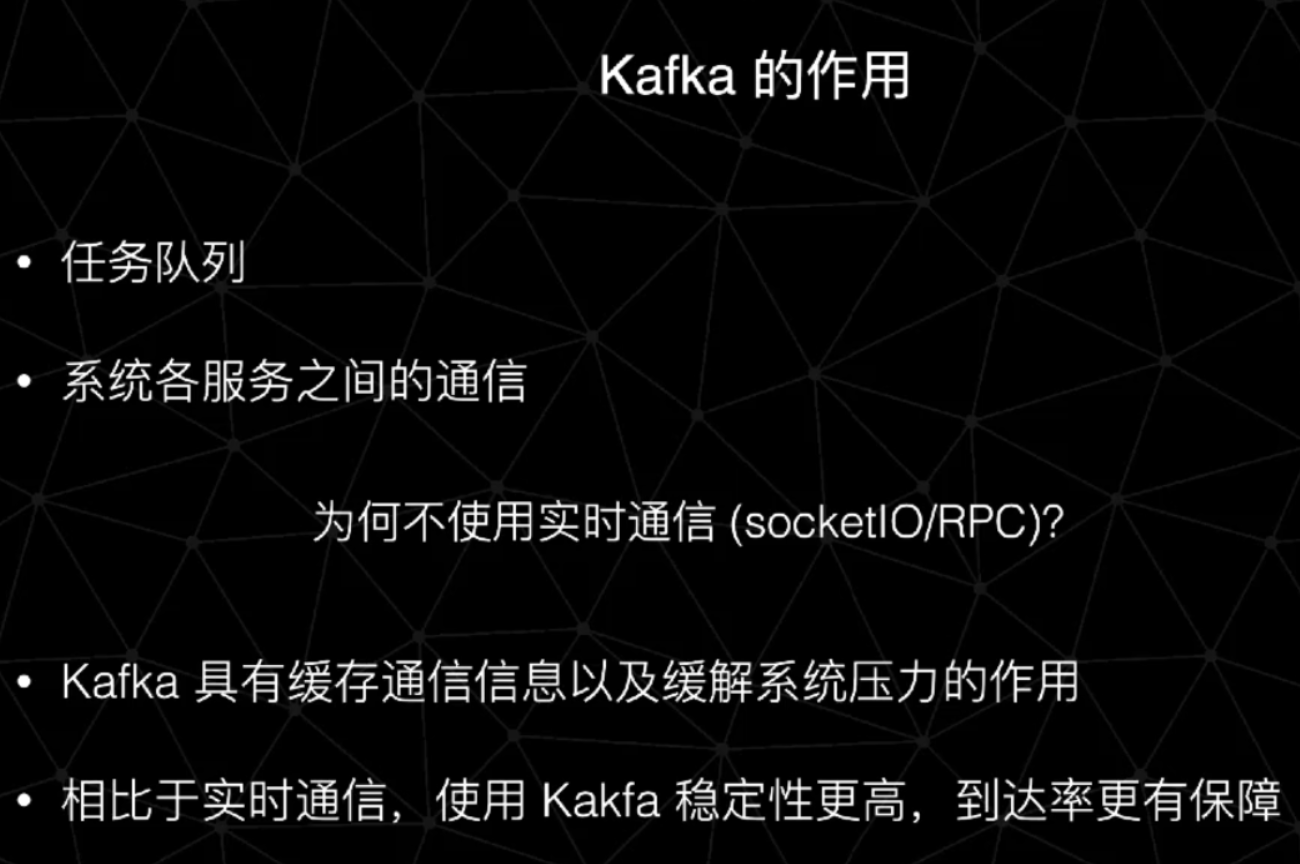 Kafka 的作用
• 任务队列
• 系统各服务之间的通信
为何不使用实时通信 (socketIO/RPC)?
• Kafka 具有缓存通信信息以及缓解系统压力的作用
• 相比于实时通信，使用 Kakfa 稳定性更高，到达率更有保障